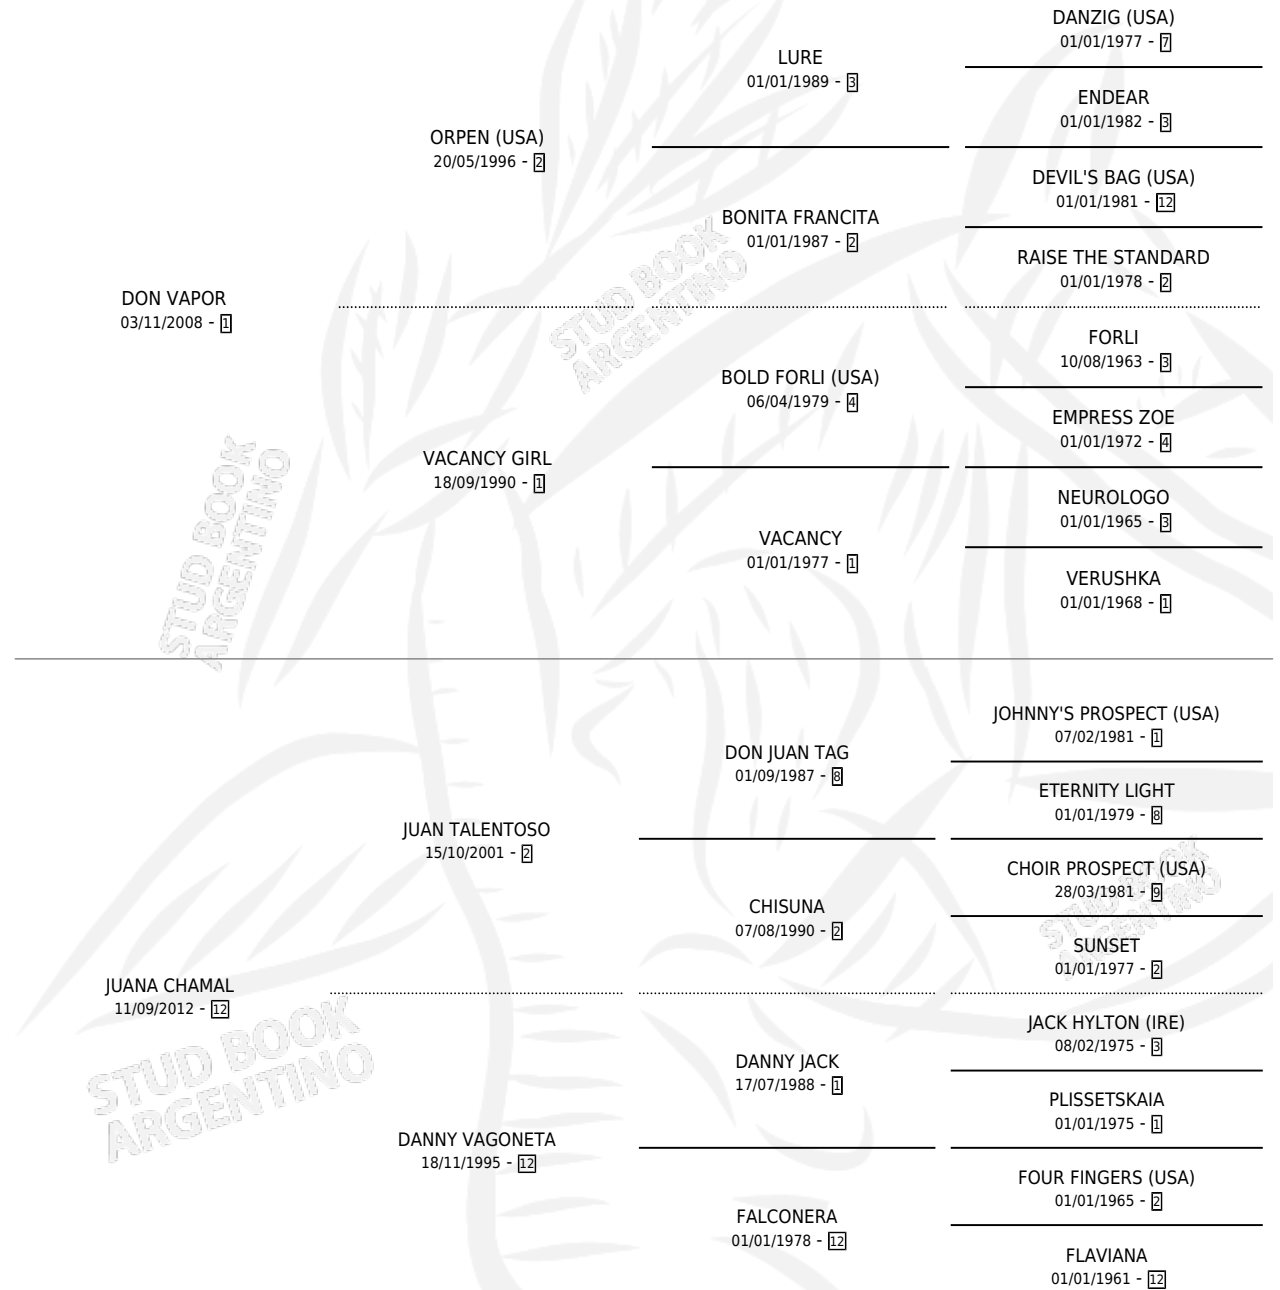 DANZIG (USA)
01/01/1977 - 7
LURE
01/01/1989 - 3
ENDEAR
01/01/1982 - 3
ORPEN (USA)
20/05/1996 - 2
DEVIL'S BAG (USA)
01/01/1981 - 12
BONITA FRANCITA
01/01/1987 - 2
RAISE THE STANDARD
01/01/1978 - 2
DON VAPOR
03/11/2008 - 1
FORLI
10/08/1963 - 3
BOLD FORLI (USA)
06/04/1979 - 4
EMPRESS ZOE
01/01/1972 - 4
VACANCY GIRL
18/09/1990 - 1
NEUROLOGO
01/01/1965 - 3
VACANCY
01/01/1977 - 1
VERUSHKA
01/01/1968 - 1
JOHNNY'S PROSPECT (USA)
07/02/1981 - 1
DON JUAN TAG
01/09/1987 - 8
ETERNITY LIGHT
01/01/1979 - 8
JUAN TALENTOSO
15/10/2001 - 2
CHOIR PROSPECT (USA)
28/03/1981 - 9
CHISUNA
07/08/1990 - 2
SUNSET
01/01/1977 - 2
JUANA CHAMAL
11/09/2012 - 12
JACK HYLTON (IRE)
08/02/1975 - 3
DANNY JACK
17/07/1988 - 1
PLISSETSKAIA
01/01/1975 - 1
DANNY VAGONETA
18/11/1995 - 12
FOUR FINGERS (USA)
01/01/1965 - 2
FALCONERA
01/01/1978 - 12
FLAVIANA
01/01/1961 - 12
STUD BOOK
ARGENTINO
STUD BOOK
ARGENTINO
STUD BOOK
ARGENTINO
STUD BOOK
ARGENTINO